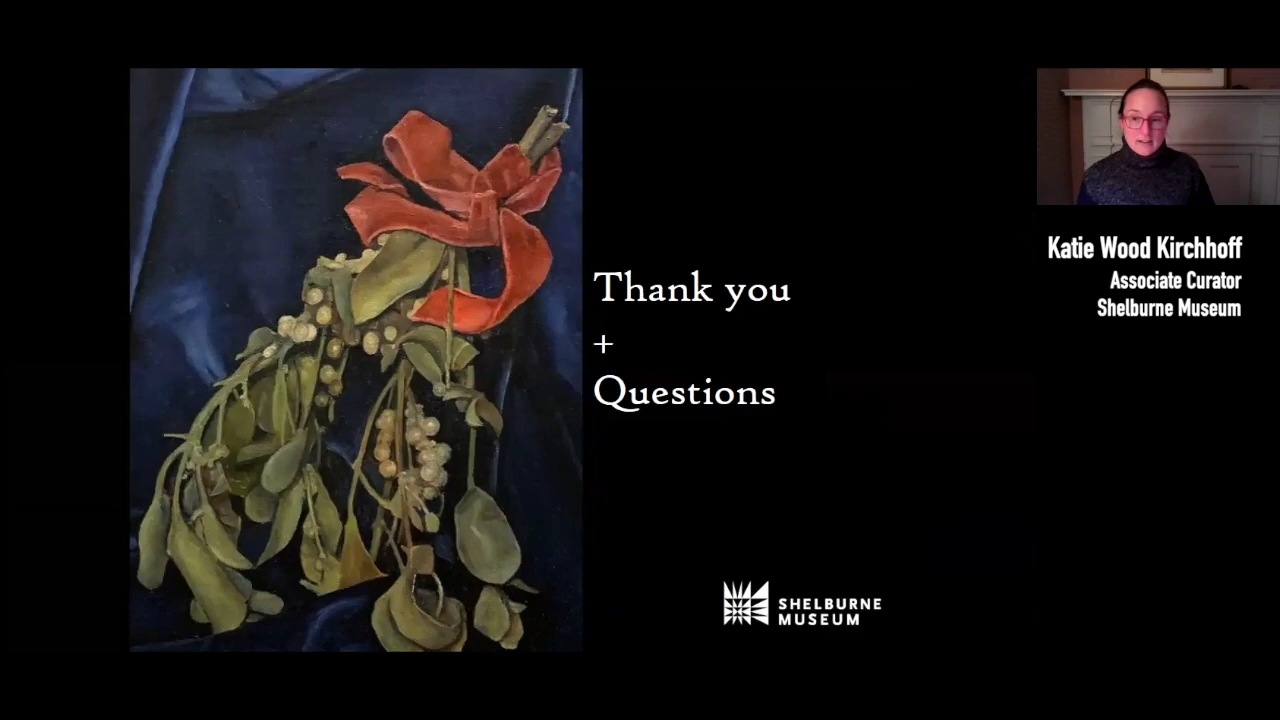 Thank you
+
Questions
SHELBURNE
MUSEUM
Katie Wood Kirchhoff
Associate Curator
Shelburne Museum